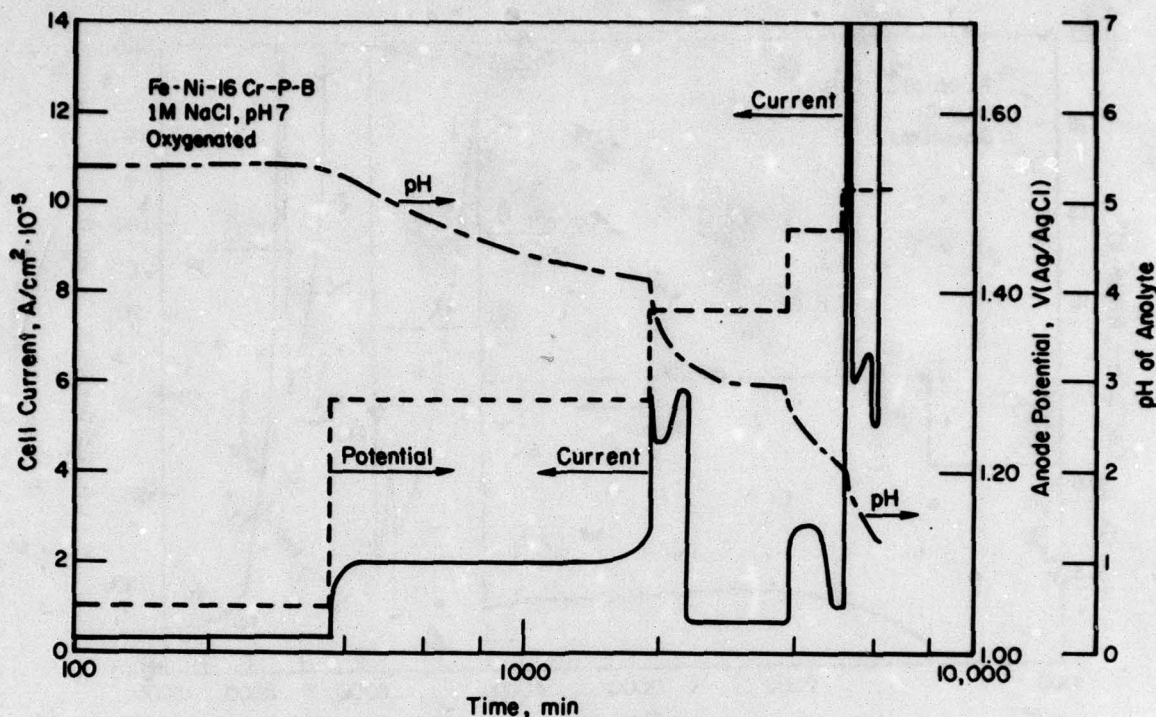 14
12
10
8
6
4
2
0
Cell Current, A/cm²·10⁻⁵
Fe-Ni-16 Cr-P-B
1M NaCl, pH 7
Oxygenated
pH
Potential
Current
Current
pH
1.60
1.40
1.20
1.00
Anode Potential, V(Ag/AgCl)
7
6
5
4
3
2
1
0
pH of Analyte
100
1000
10,000
Time, min